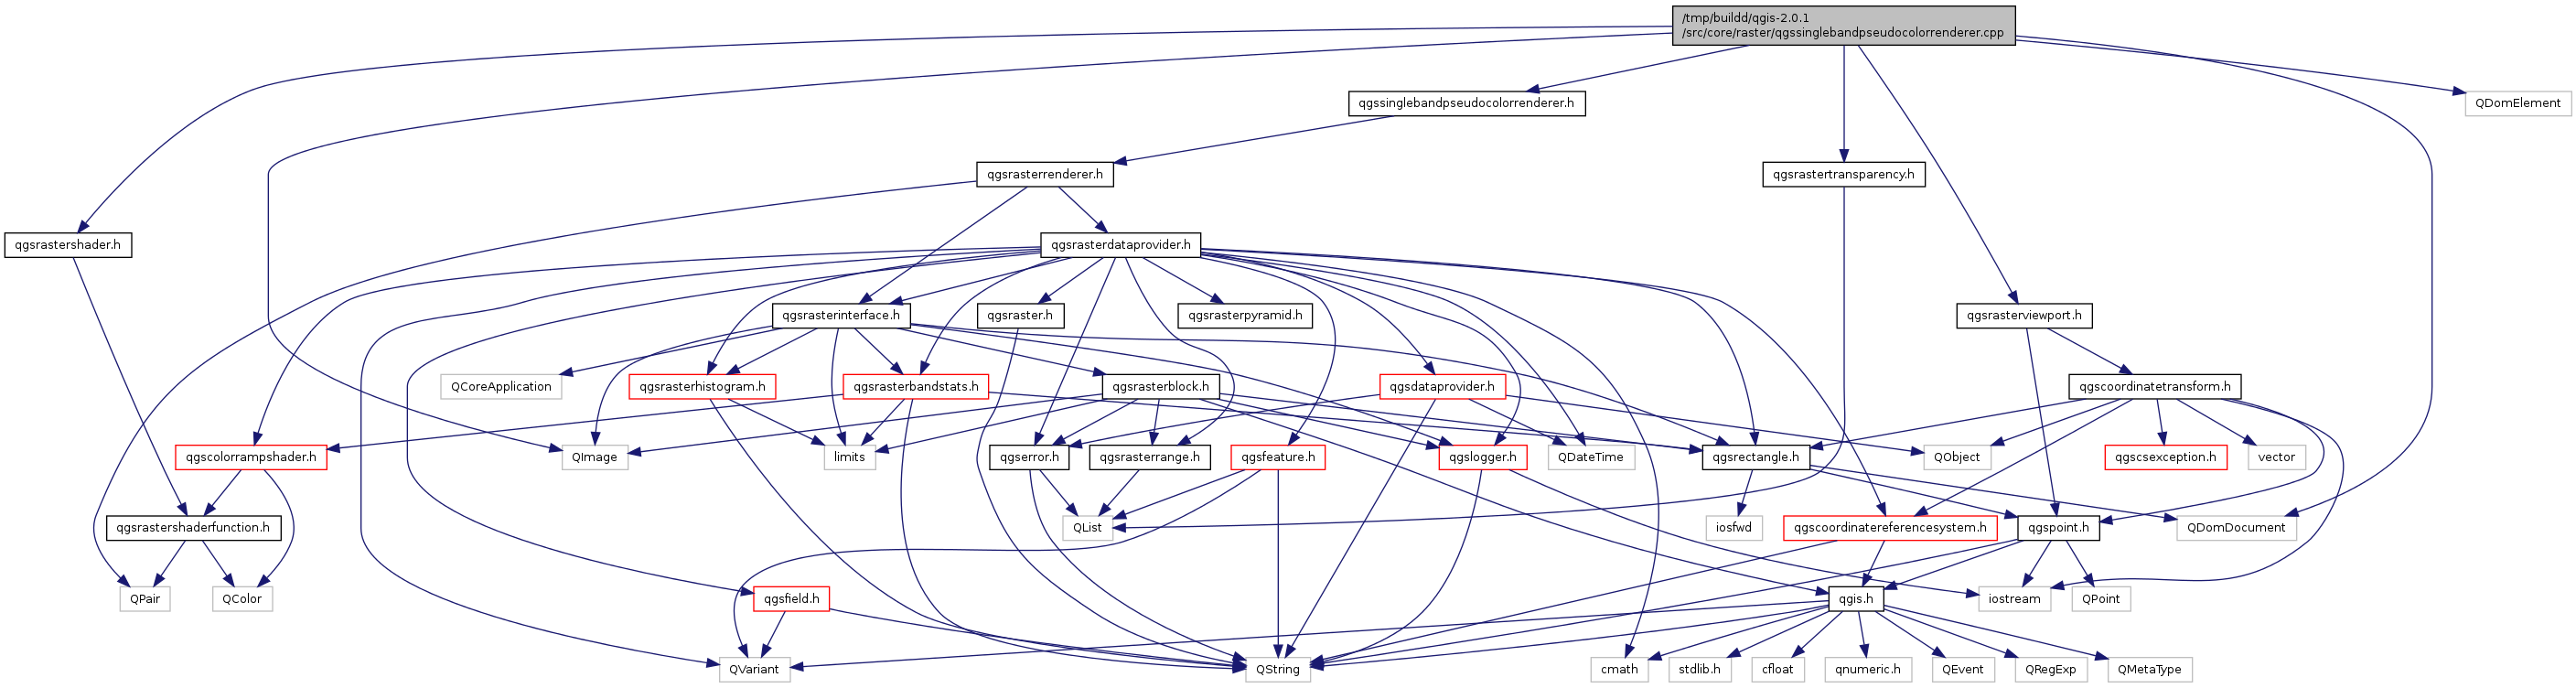 /tmp/buildd/qgis-2.0.1
/src/core/raster/qgssinglebandpseudocolorrenderer.cpp
qgssinglebandpseudocolorrenderer.h
QDomElement
qgsrasterrenderer.h
qgsrastertransparency.h
qgsrastershader.h
qgsrasterdataprovider.h
qgsrasterinterface.h
qgsraster.h
qgsrasterpyramid.h
qgsrasterviewport.h
QCoreApplication
qgsrasterhistogram.h
qgsrasterbandstats.h
qgsrasterblock.h
qgsdataprovider.h
qgscoordinatetransform.h
qgscolorrampshader.h
QImage
limits
qgserror.h
qgsrasterrange.h
qgsfeature.h
qgslogger.h
QDateTime
qgsrectangle.h
QObject
qgscsexception.h
vector
qgsrastershaderfunction.h
QList
iosfwd
qgscoordinatereferencesystem.h
qgspoint.h
QDomDocument
QPair
QColor
qgsfield.h
qgis.h
iostream
QPoint
QVariant
QString
cmath
stdlib.h
cfloat
qnumeric.h
QEvent
QRegExp
QMetaType